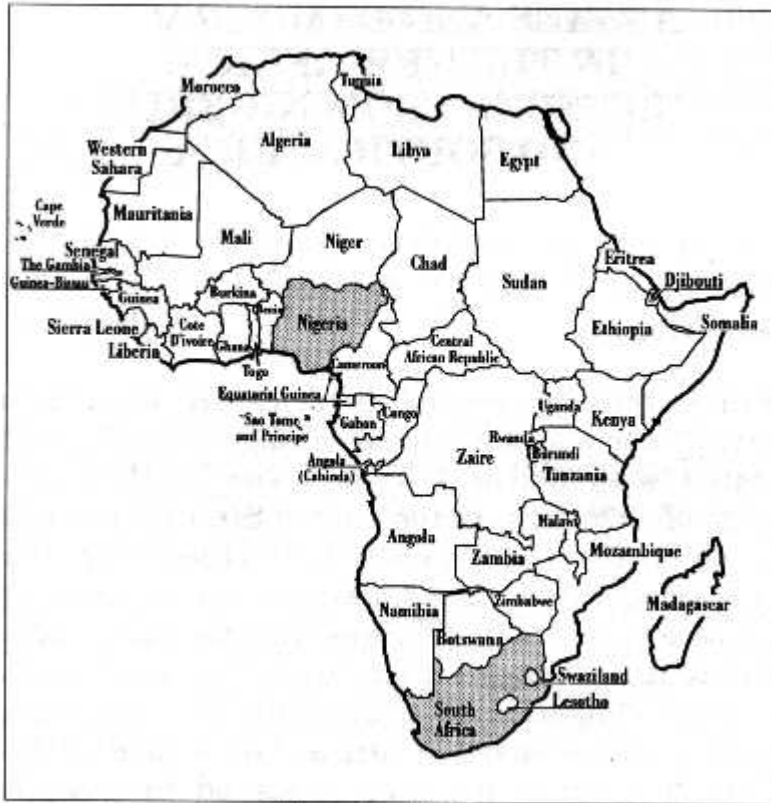 Tunisia
Morocco
Algeria
Libya
Egypt
Western
Sahara
Mauritania
Cape
Verde
Mali
Niger
Chad
Sudan
Eritrea
Djibouti
Senegal
The Gambia
Guinea-Bissau
Guinea
Burkina
Benin
Nigeria
Ethiopia
Somalia
Sierra Leone
Liberia
Cote
D'ivoire
Ghana
Togo
Cameroon
Central
African Republic
Equatorial Guinea
Sao Tome
and Principe
Gabon
Congo
Uganda
Kenya
Rwanda
Burundi
Zaire
Tanzania
Angola
(Cabinda)
Angola
Malawi
Zambia
Mozambique
Zimbabwe
Madagascar
Namibia
Botswana
Swaziland
Lesotho
South
Africa